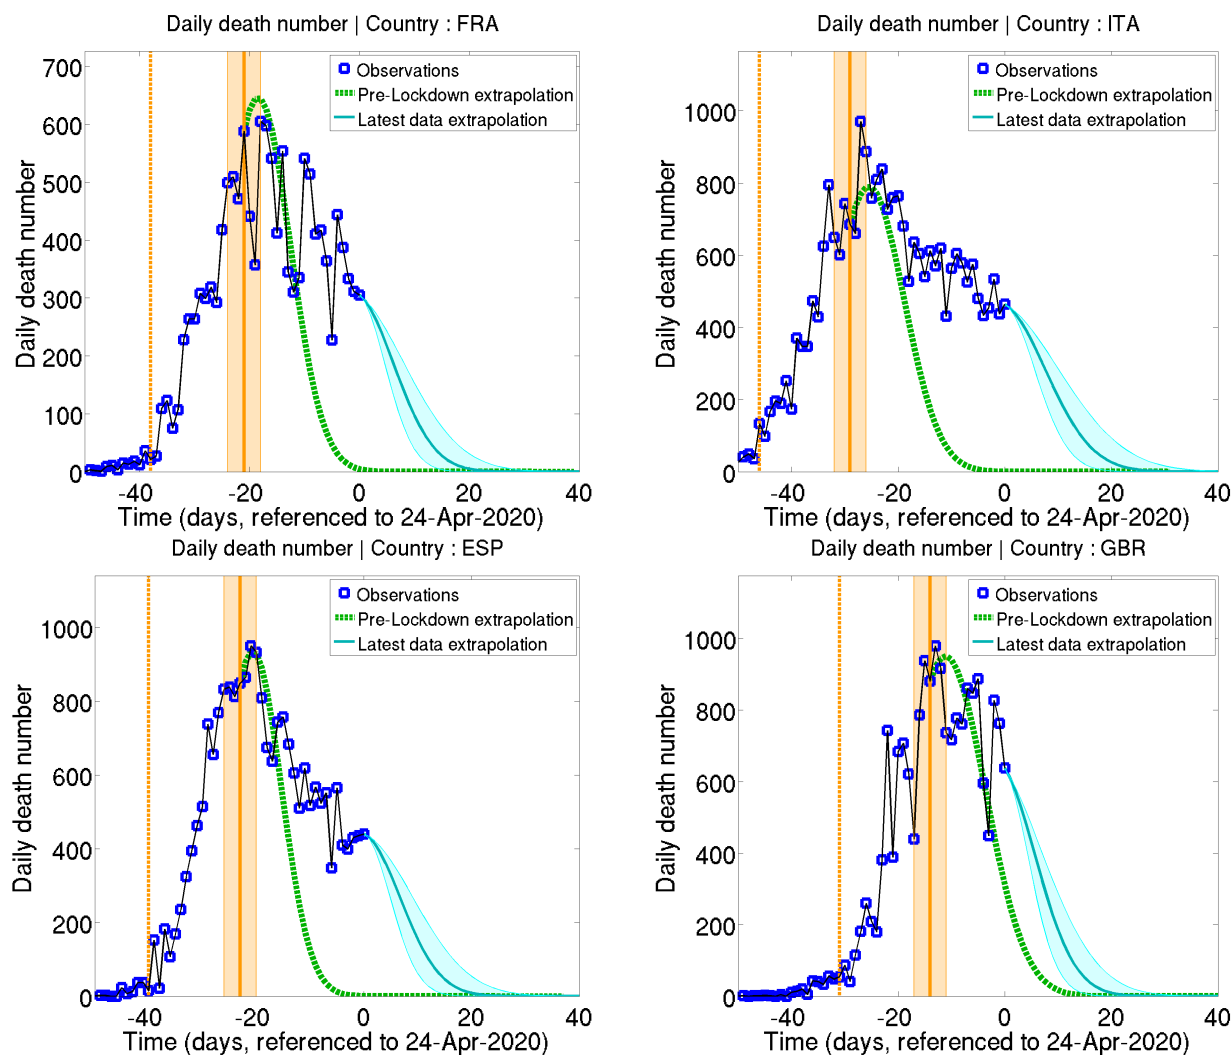 Daily death number | Country : FRA
700
600
500
400
300
200
100
0
Daily death number
Observations
Pre-Lockdown extrapolation
Latest data extrapolation
-40
-20
0
20
40
Time (days, referenced to 24-Apr-2020)
Daily death number | Country : ITA
1000
800
600
400
200
0
Daily death number
Observations
Pre-Lockdown extrapolation
Latest data extrapolation
-40
-20
0
20
40
Time (days, referenced to 24-Apr-2020)
Daily death number | Country : ESP
1000
800
600
400
200
0
Daily death number
Observations
Pre-Lockdown extrapolation
Latest data extrapolation
-40
-20
0
20
40
Time (days, referenced to 24-Apr-2020)
Daily death number | Country : GBR
1000
800
600
400
200
0
Daily death number
Observations
Pre-Lockdown extrapolation
Latest data extrapolation
-40
-20
0
20
40
Time (days, referenced to 24-Apr-2020)